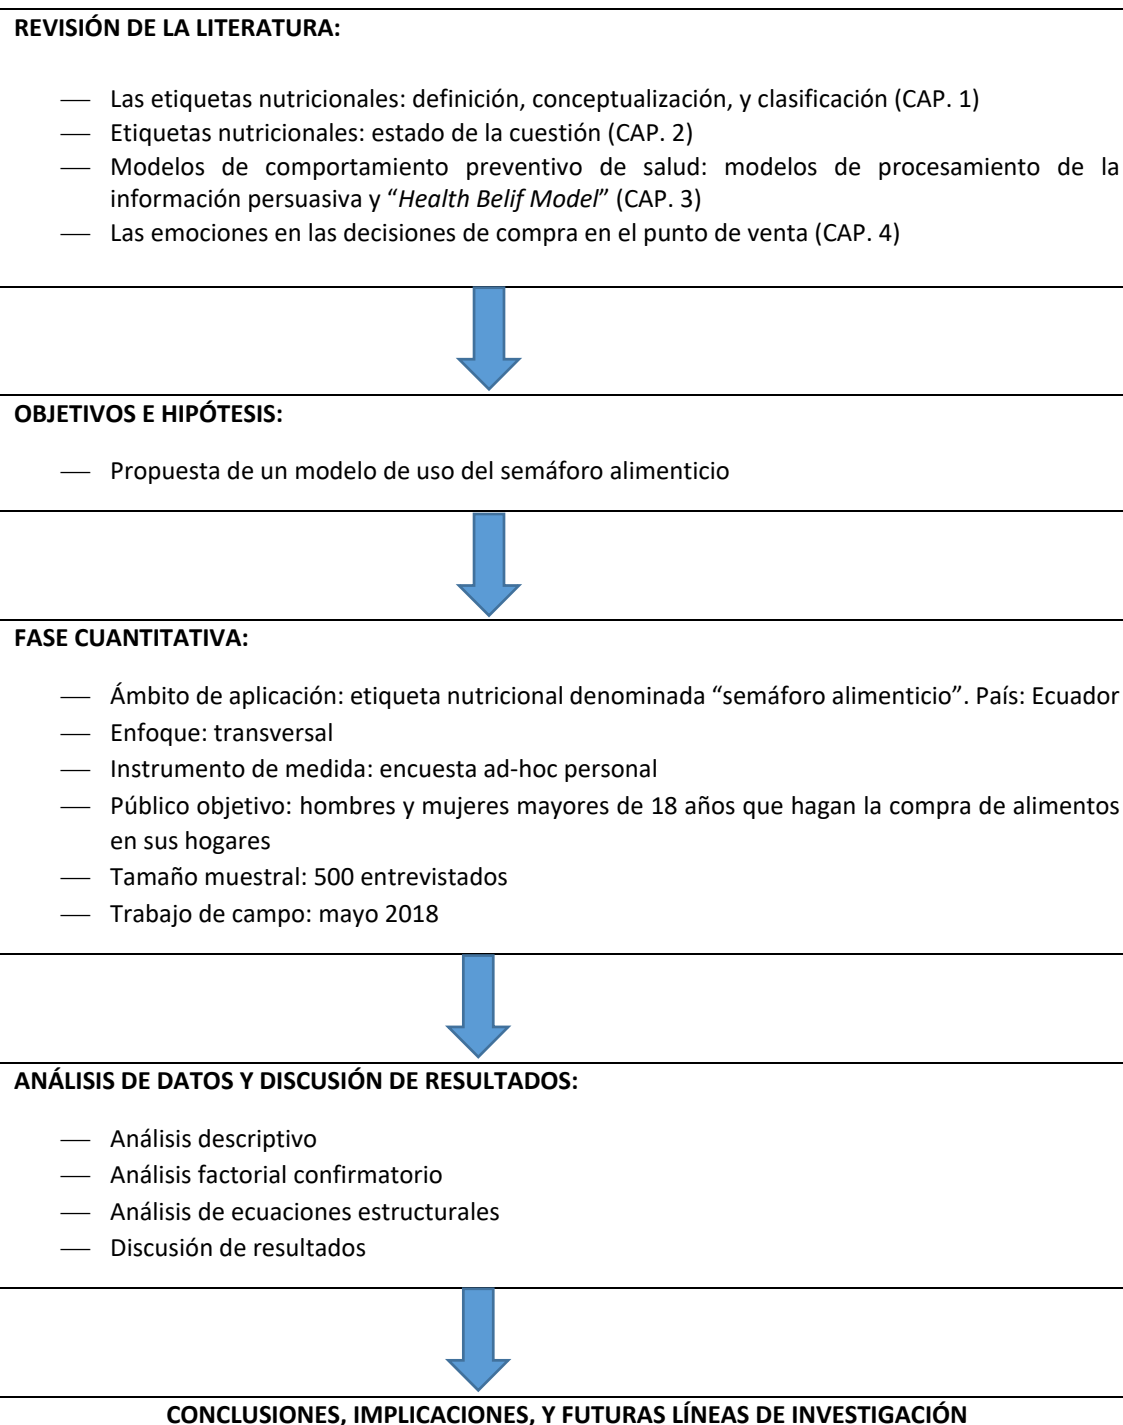 REVISIÓN DE LA LITERATURA:
— Las etiquetas nutricionales: definición, conceptualización, y clasificación (CAP. 1)
— Etiquetas nutricionales: estado de la cuestión (CAP. 2)
— Modelos de comportamiento preventivo de salud: modelos de procesamiento de la
información persuasiva y “Health Belif Model” (CAP. 3)
— Las emociones en las decisiones de compra en el punto de venta (CAP. 4)
OBJETIVOS E HIPÓTESIS:
— Propuesta de un modelo de uso del semáforo alimenticio
FASE CUANTITATIVA:
— Ámbito de aplicación: etiqueta nutricional denominada “semáforo alimenticio”. País: Ecuador
— Enfoque: transversal
— Instrumento de medida: encuesta ad-hoc personal
— Público objetivo: hombres y mujeres mayores de 18 años que hagan la compra de alimentos
en sus hogares
— Tamaño muestral: 500 entrevistados
— Trabajo de campo: mayo 2018
ANÁLISIS DE DATOS Y DISCUSIÓN DE RESULTADOS:
— Análisis descriptivo
— Análisis factorial confirmatorio
— Análisis de ecuaciones estructurales
— Discusión de resultados
CONCLUSIONES, IMPLICACIONES, Y FUTURAS LÍNEAS DE INVESTIGACIÓN